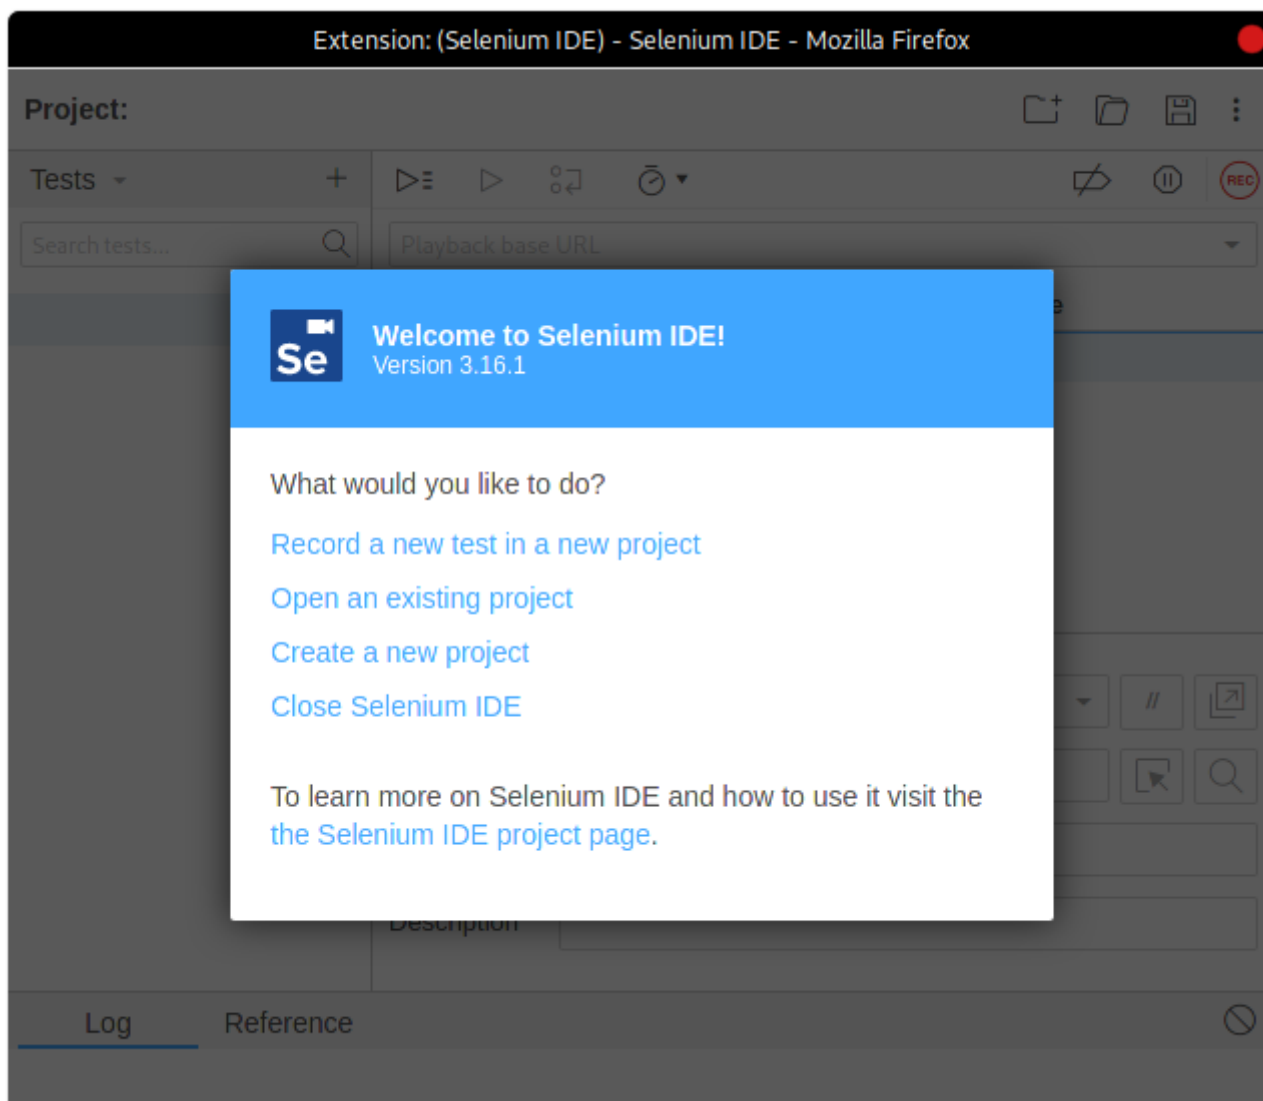 Extension: (Selenium IDE) - Selenium IDE - Mozilla Firefox
Project:
Tests
REC
Search tests...
Playback base URL
e
Se
Welcome to Selenium IDE!
Version 3.16.1
What would you like to do?
Record a new test in a new project
Open an existing project
Create a new project
Close Selenium IDE
//
To learn more on Selenium IDE and how to use it visit the
the Selenium IDE project page.
Description
Log Reference